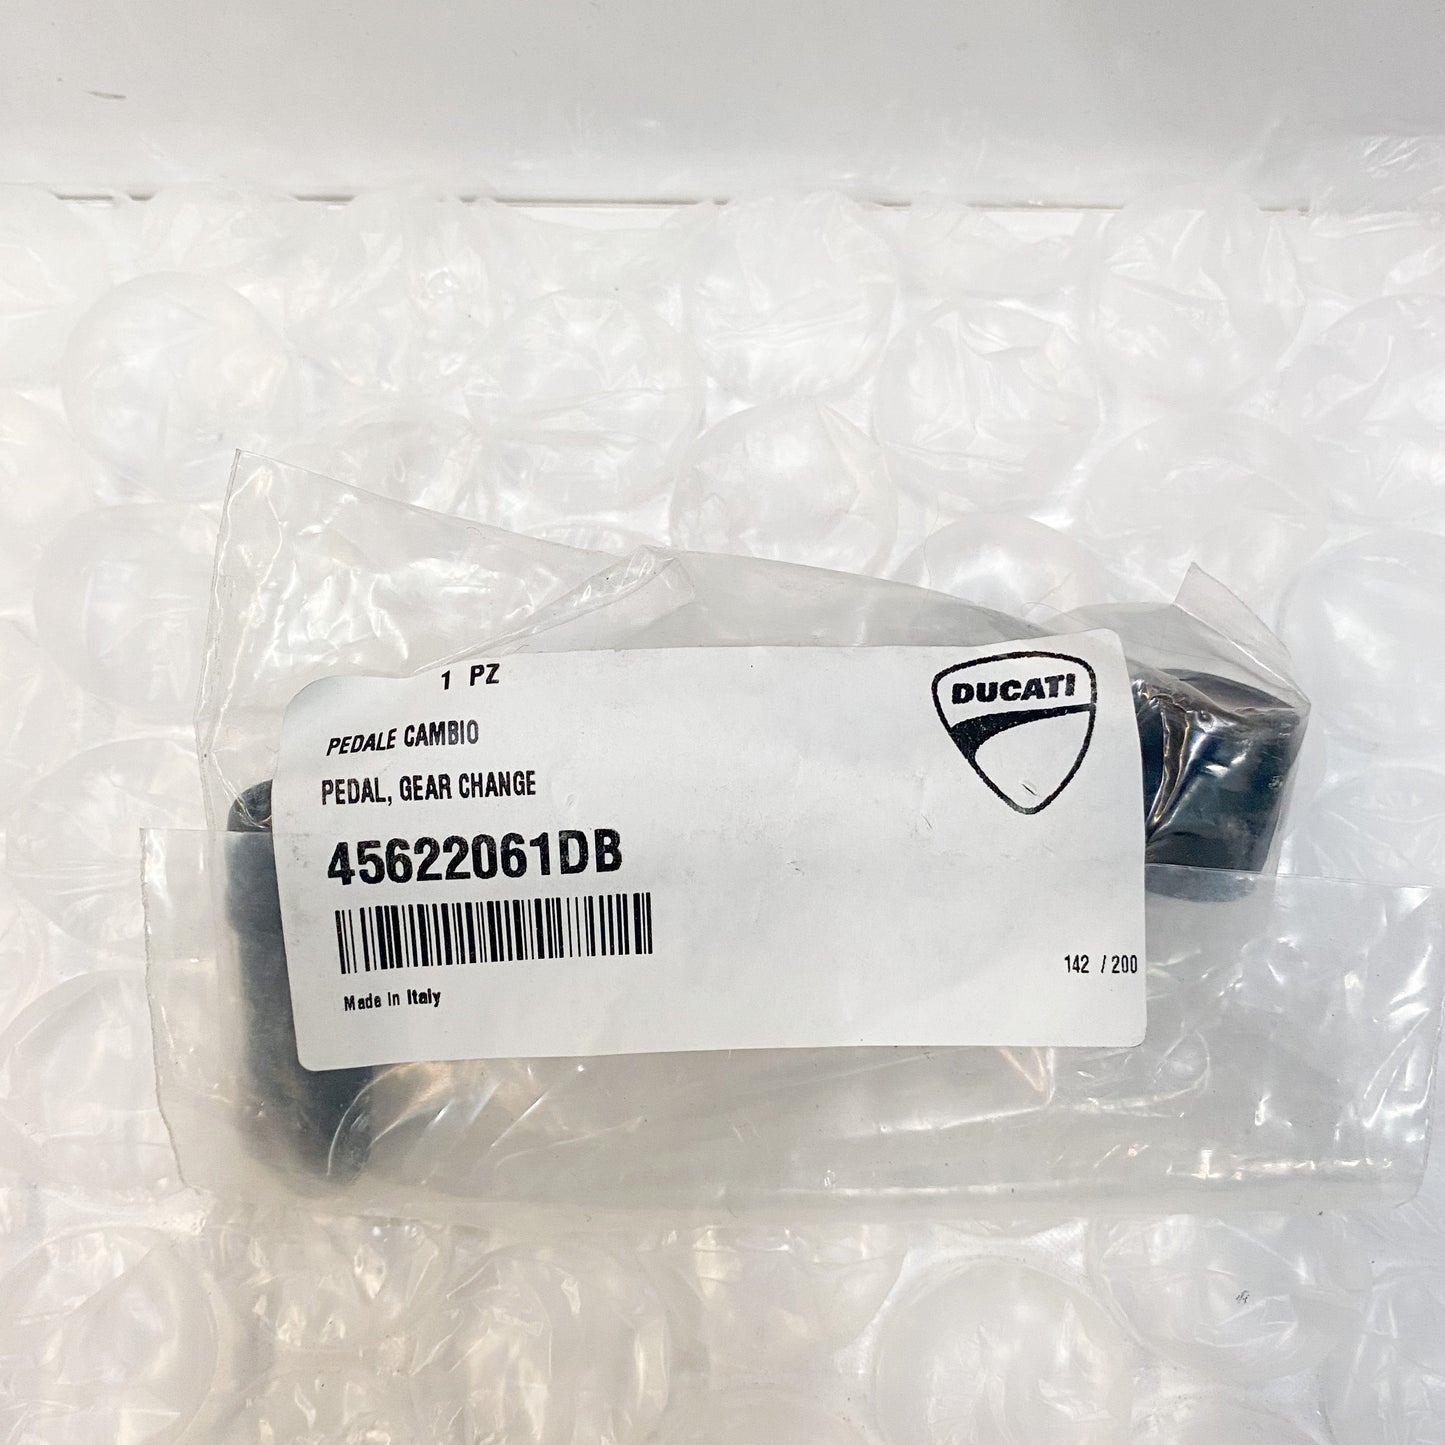 1 PZ
DUCATI
PEDALE CAMBIO
PEDAL, GEAR CHANGE
45622061DB
142 / 200
Made in Italy